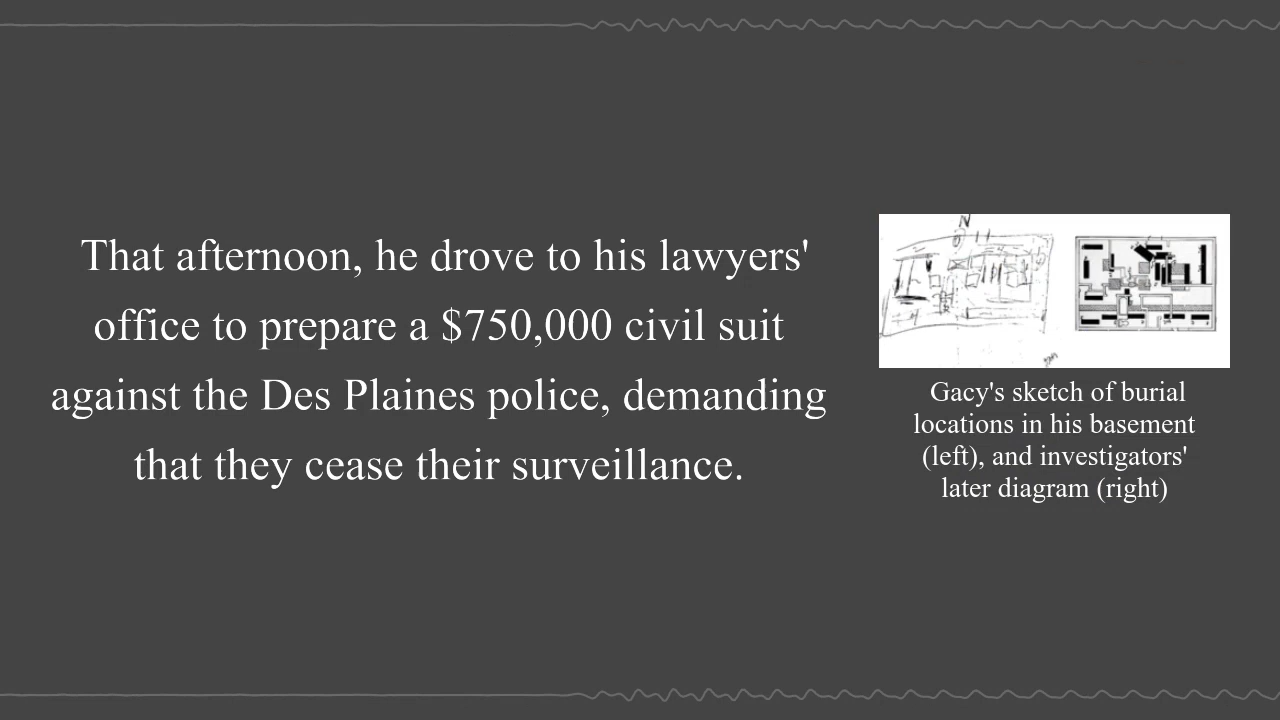 That afternoon, he drove to his lawyers'
office to prepare a $750,000 civil suit
against the Des Plaines police, demanding
that they cease their surveillance.
N
Gacy's sketch of burial
locations in his basement
(left), and investigators'
later diagram (right)